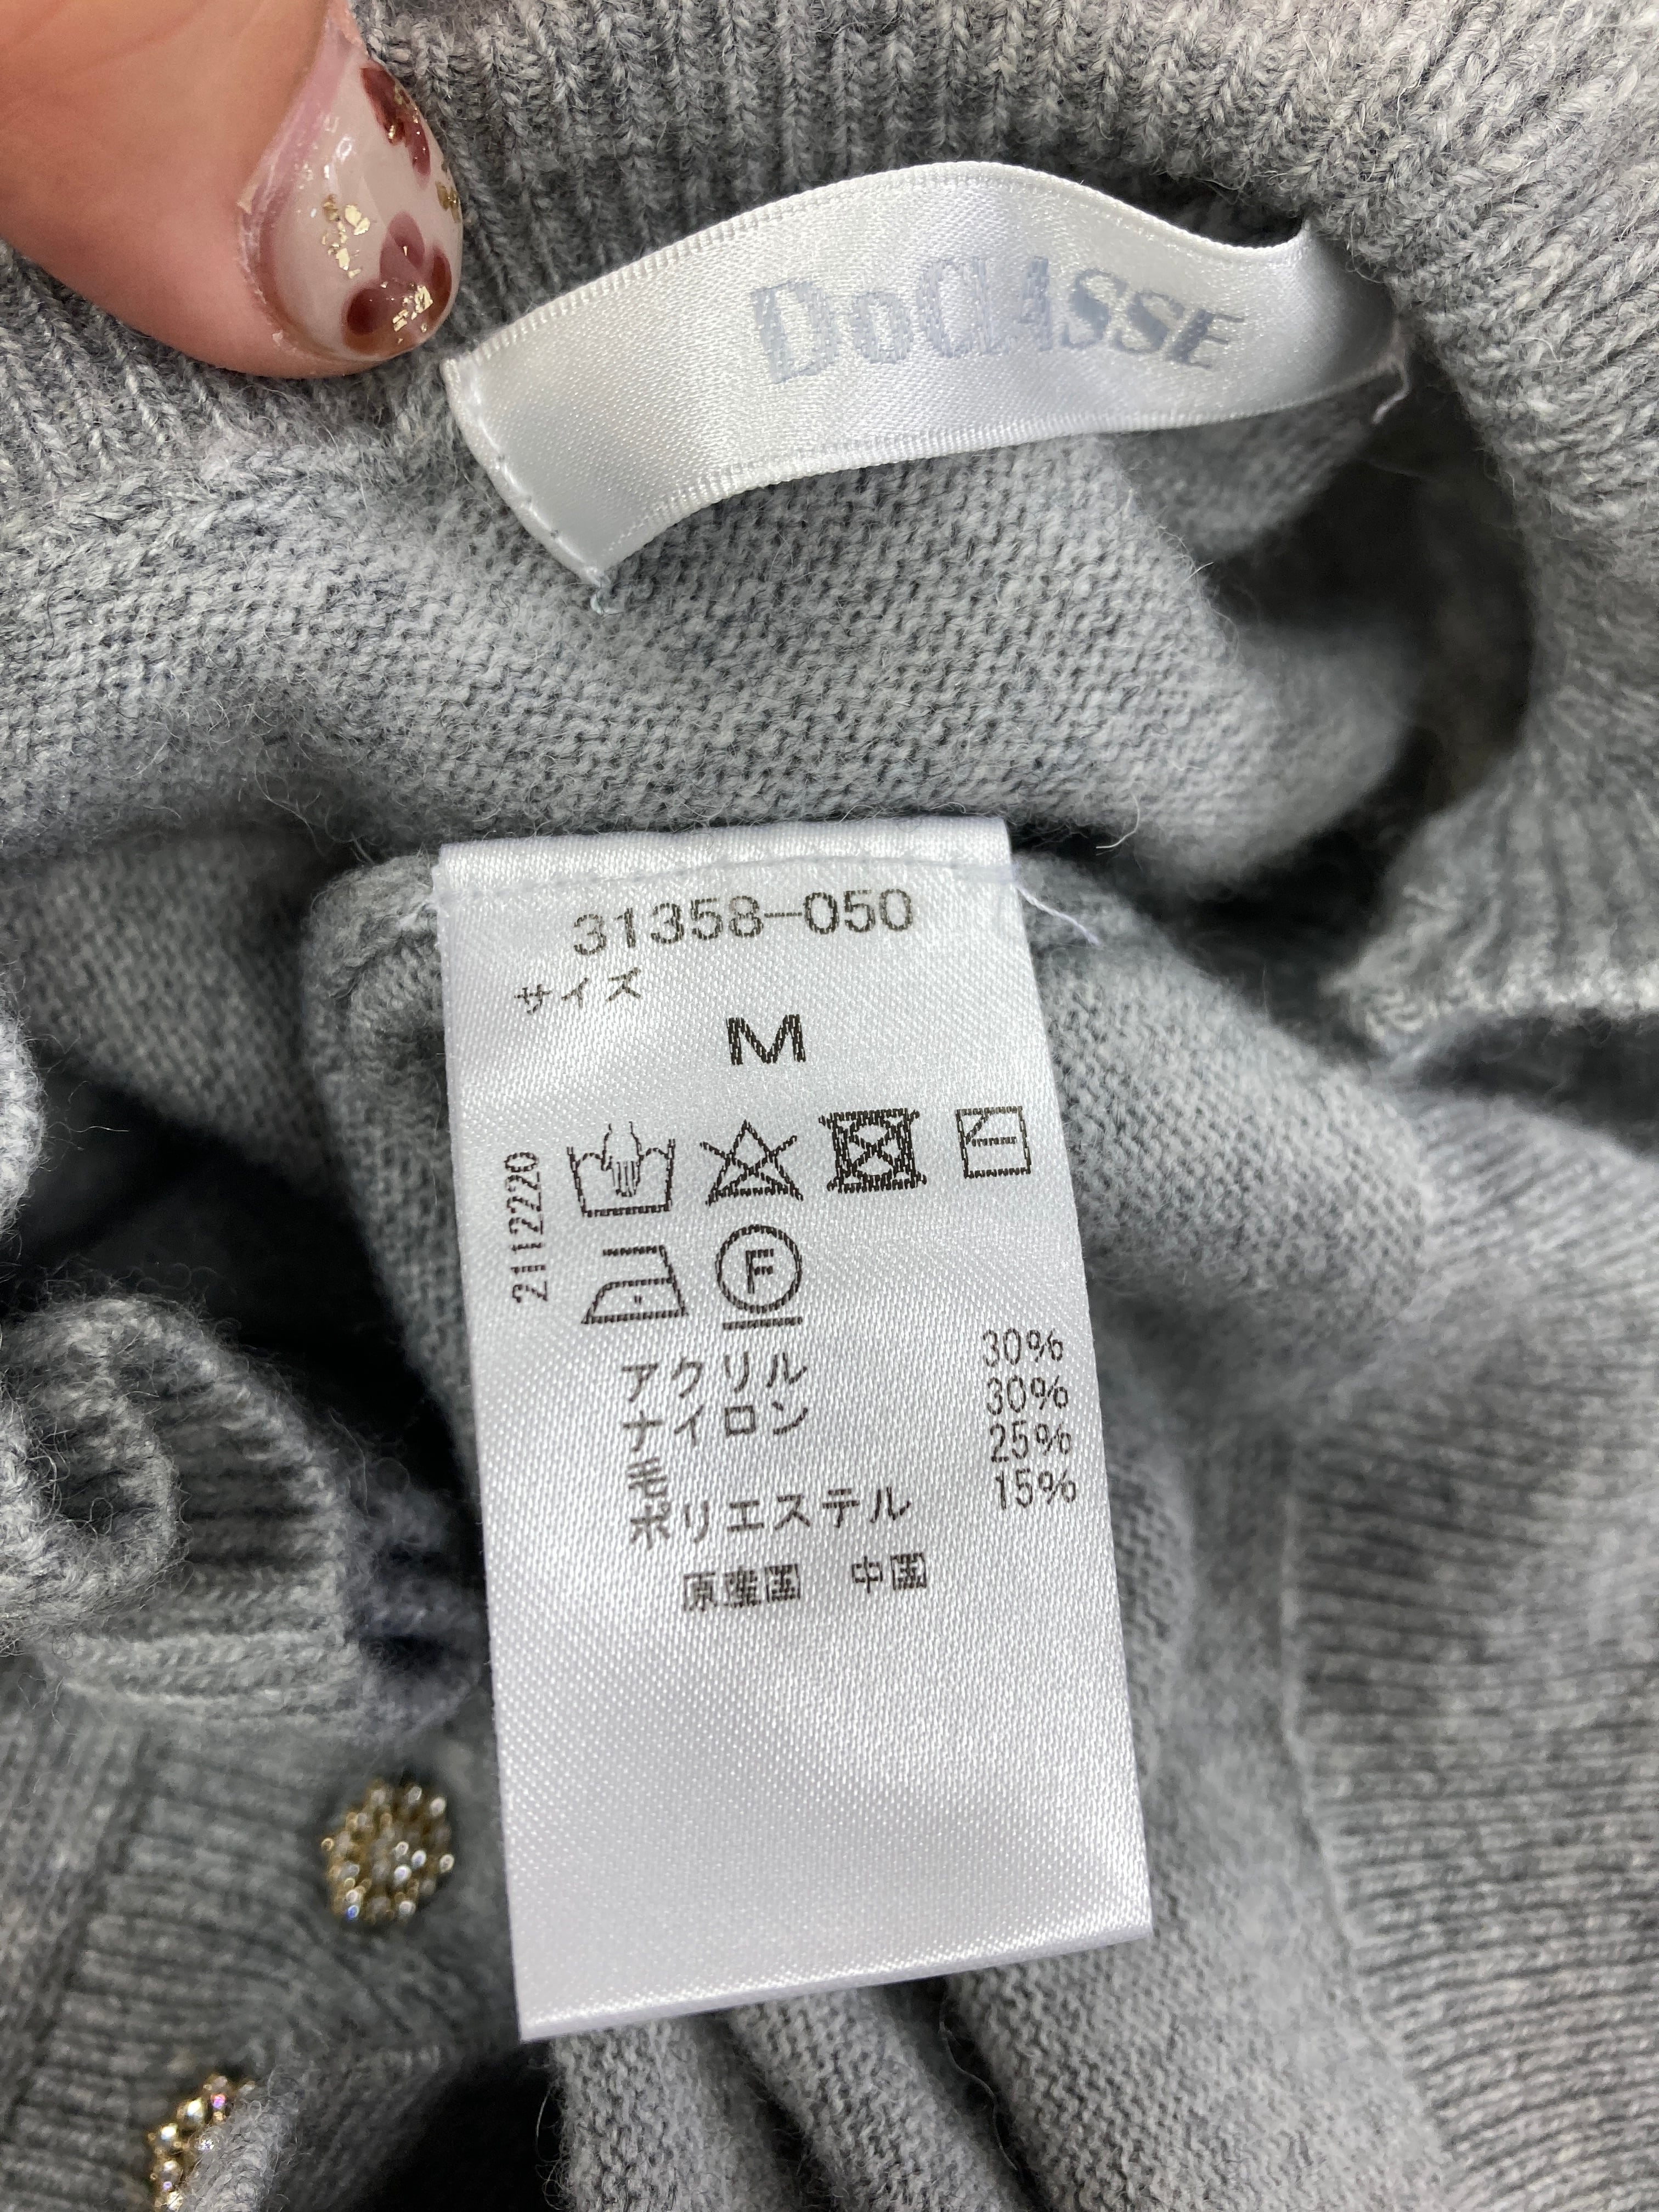 DoCLASSE
31358-050
サイズ
M
2112220
F
アクリル 30%
ナイロン 30%
毛 25%
ポリエステル 15%
原産国 中国